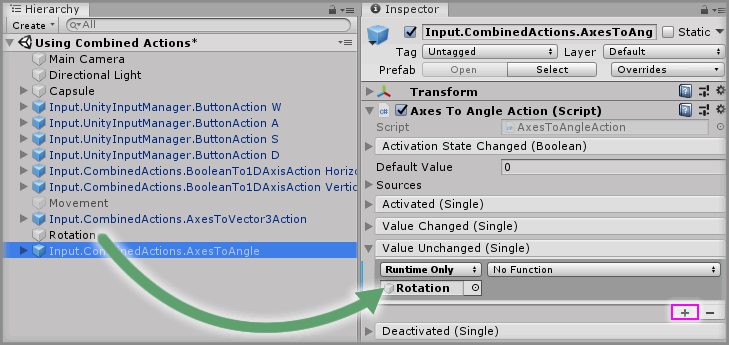 Hierarchy
Create
All
Using Combined Actions*
Main Camera
Directional Light
Capsule
Input.UnityInputManager.ButtonAction W
Input.UnityInputManager.ButtonAction A
Input.UnityInputManager.ButtonAction S
Input.UnityInputManager.ButtonAction D
Input.CombinedActions.BooleanTo1DAxisAction Horizo
Input.CombinedActions.BooleanTo1DAxisAction Vertic
Movement
Input.CombinedActions.AxesToVector3Action
Rotation
Input.CombinedActions.AxesToAngle
Inspector
Input.CombinedActions.AxesToAng Static
Tag Untagged Layer Default
Prefab Open Select Overrides
Transform
Axes To Angle Action (Script)
Script AxesToAngleAction
Activation State Changed (Boolean)
Default Value 0
Sources
Activated (Single)
Value Changed (Single)
Value Unchanged (Single)
Runtime Only No Function
Rotation
+ −
Deactivated (Single)